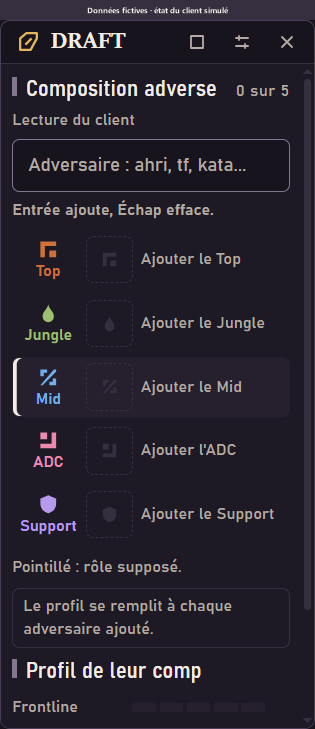 Données fictives · état du client simulé
DRAFT
Composition adverse 0 sur 5
Lecture du client
Adversaire : ahri, tf, kata...
Entrée ajoute, Échap efface.
Top Ajouter le Top
Jungle Ajouter le Jungle
Mid Ajouter le Mid
ADC Ajouter l'ADC
Support Ajouter le Support
Pointillé : rôle supposé.
Le profil se remplit à chaque
adversaire ajouté.
Profil de leur comp
Frontline